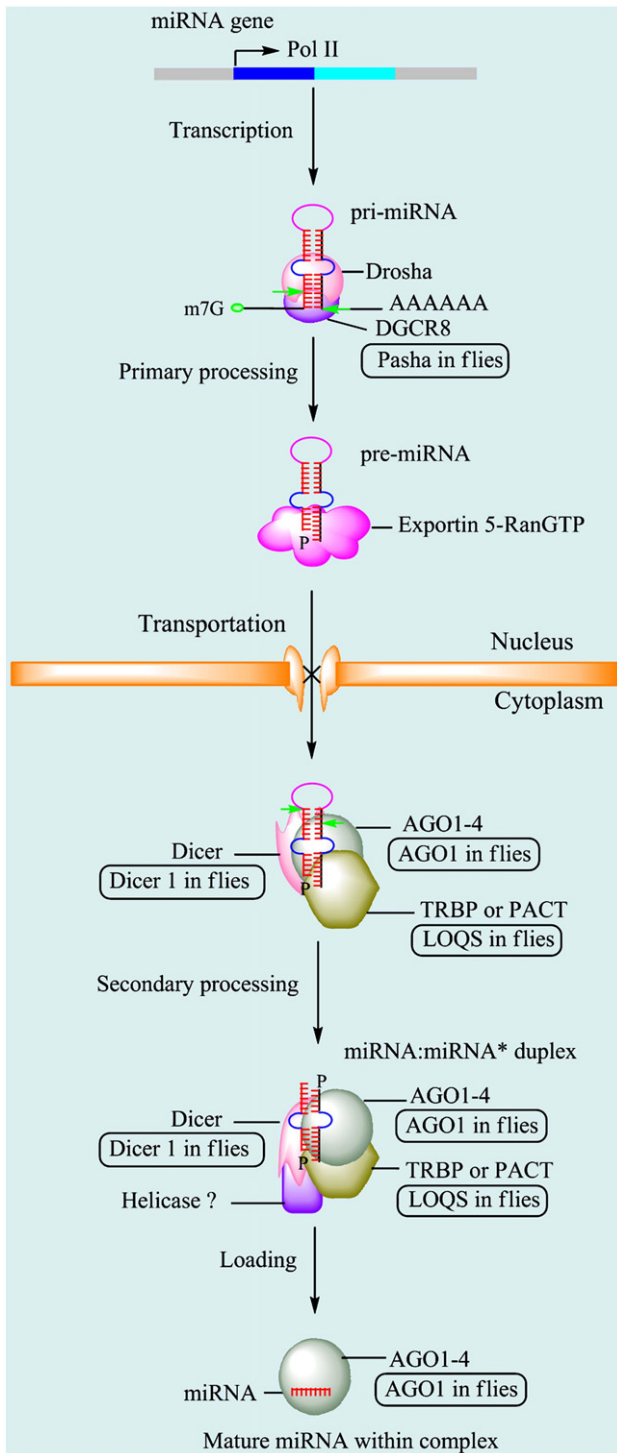 miRNA gene
Pol II
Transcription
pri-miRNA
Drosha
m7G
AAAAAA
DGCR8
Pasha in flies
Primary processing
pre-miRNA
Exportin 5-RanGTP
P
Transportation
Nucleus
Cytoplasm
AGO1-4
Dicer
AGO1 in flies
Dicer 1 in flies
P
TRBP or PACT
LOQS in flies
Secondary processing
miRNA:miRNA* duplex
P
AGO1-4
Dicer
AGO1 in flies
Dicer 1 in flies
P
TRBP or PACT
Helicase ?
LOQS in flies
Loading
AGO1-4
miRNA
AGO1 in flies
Mature miRNA within complex